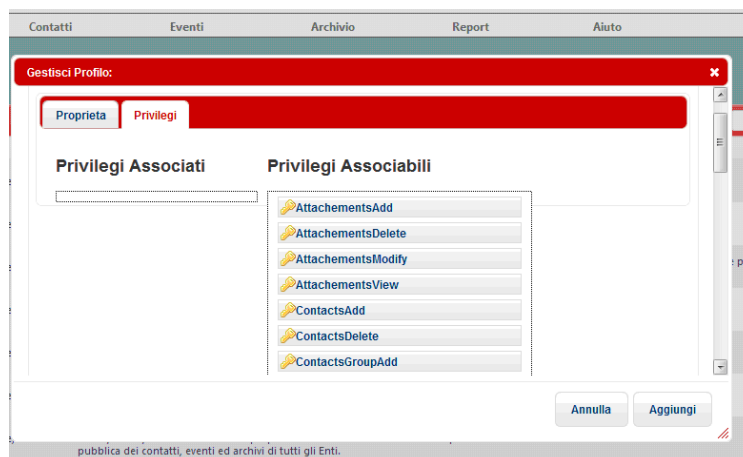 Contatti Eventi Archivio Report Aiuto
Gestisci Profilo:
Proprieta Privilegi
Privilegi Associati Privilegi Associabili
AttachementsAdd
AttachementsDelete
AttachementsModify
AttachementsView
ContactsAdd
ContactsDelete
ContactsGroupAdd
Annulla Aggiungi
pubblica dei contatti, eventi ed archivi di tutti gli Enti.